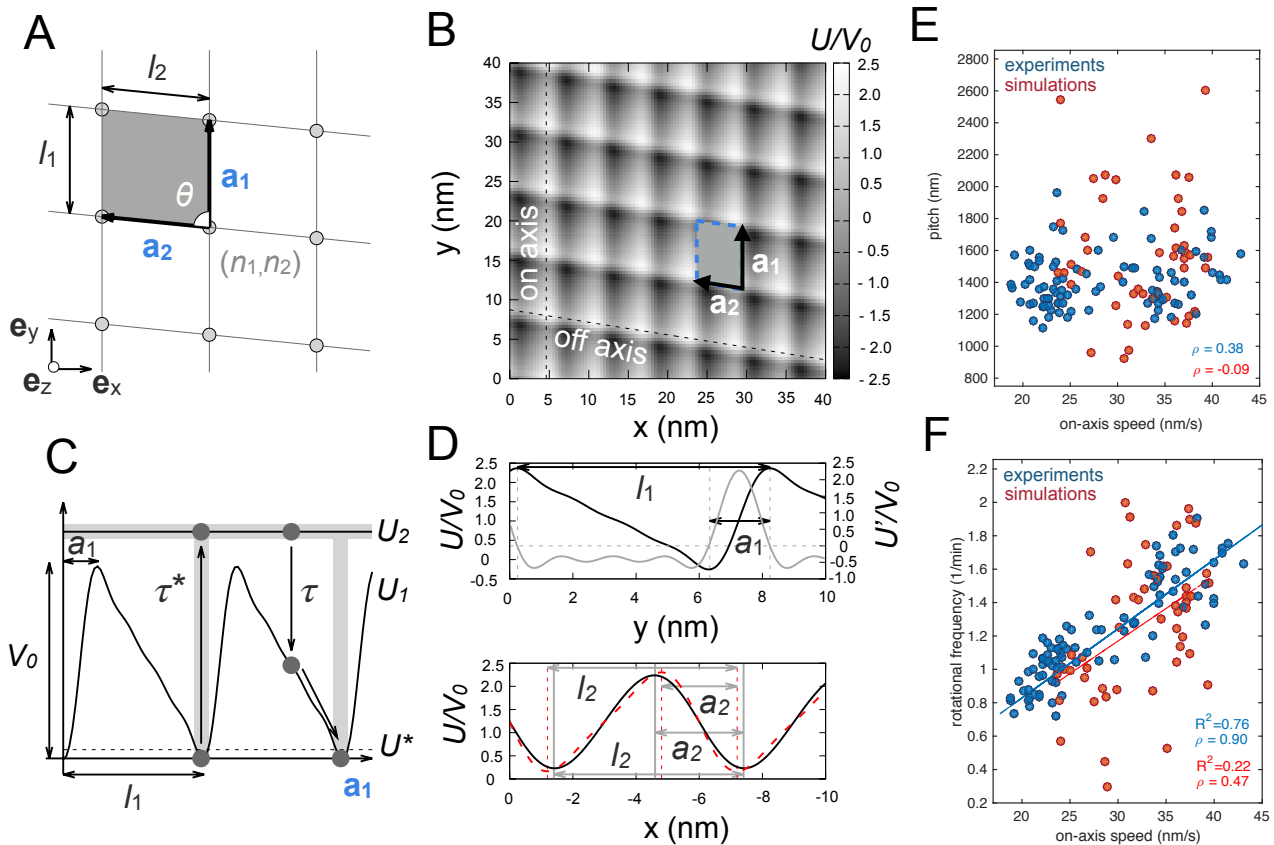 A
l2
l1
θ
a1
a2
(n1,n2)
ey
ez
ex
B
U/V0
y (nm)
40
35
30
25
20
15
10
5
0
on axis
off axis
a1
a2
0
5
10
15
20
25
30
35
40
x (nm)
2.5
2.0
1.5
1.0
0.5
0
-0.5
-1.0
-1.5
-2.0
-2.5
C
a1
V0
τ*
τ
U2
U1
U*
l1
a1
D
U/V0
2.5
2.0
1.5
1.0
0.5
0
-0.5
l1
a1
2.5
2.0
1.5
1.0
0.5
0
-0.5
-1.0
U'/V0
0
2
4
6
8
10
y (nm)
U/V0
2.5
2.0
1.5
1.0
0.5
0
l2
a2
a2
l2
0
-2
-4
-6
-8
-10
x (nm)
E
experiments
simulations
pitch (nm)
2800
2600
2400
2200
2000
1800
1600
1400
1200
1000
800
ρ = 0.38
ρ = -0.09
20
25
30
35
40
45
on-axis speed (nm/s)
F
experiments
simulations
rotational frequency (1/min)
2.2
2
1.8
1.6
1.4
1.2
1
0.8
0.6
0.4
0.2
0
R2=0.76
ρ = 0.90
R2=0.22
ρ = 0.47
20
25
30
35
40
45
on-axis speed (nm/s)